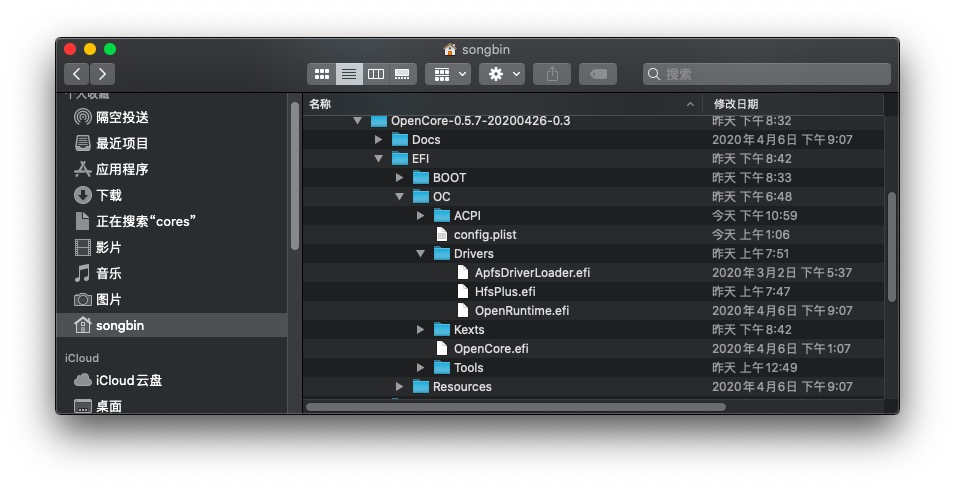 songbin
搜索
个人收藏
隔空投送
最近项目
应用程序
下载
正在搜索“cores”
影片
音乐
图片
songbin
iCloud
iCloud云盘
桌面
名称 修改日期
OpenCore-0.5.7-20200426-0.3 昨天 下午8:32
Docs 2020年4月6日 下午9:07
EFI 昨天 下午8:42
BOOT 昨天 下午8:33
OC 昨天 下午6:48
ACPI 今天 下午10:59
config.plist 今天 上午1:06
Drivers 昨天 上午7:51
ApfsDriverLoader.efi 2020年3月2日 下午5:37
HfsPlus.efi 昨天 上午7:47
OpenRuntime.efi 2020年4月6日 下午9:07
Kexts 昨天 下午8:42
OpenCore.efi 2020年4月6日 下午1:07
Tools 昨天 上午12:49
Resources 2020年4月6日 下午9:07